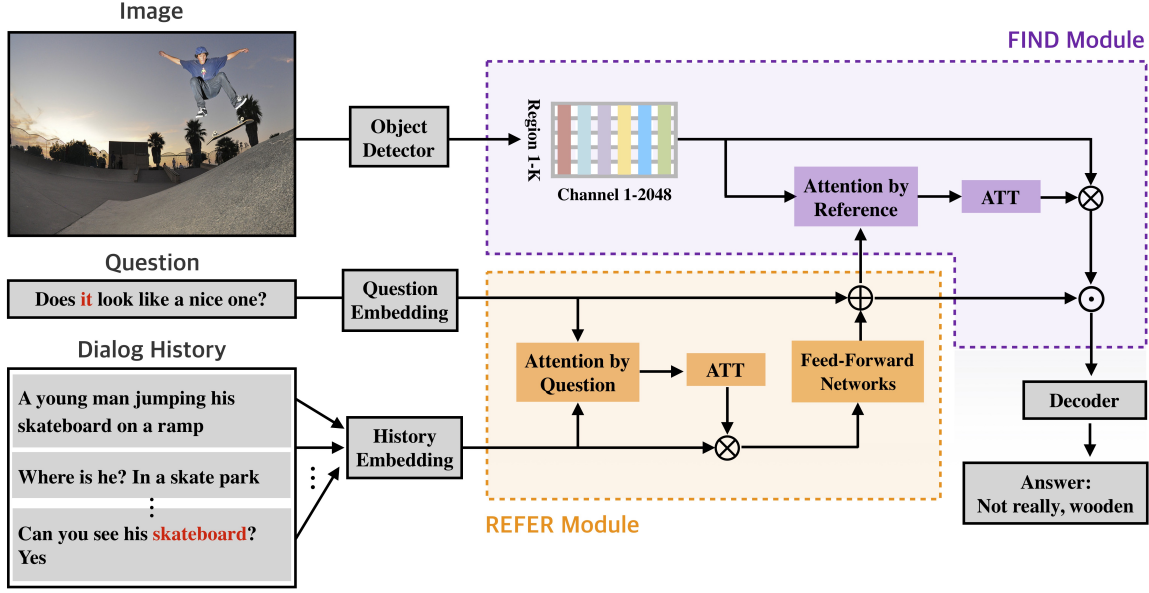 Image
FIND Module
Object
Detector
Region 1-K
Channel 1-2048
Attention by
Reference
ATT
Question
Does it look like a nice one?
Question
Embedding
Dialog History
A young man jumping his
skateboard on a ramp
Where is he? In a skate park
Can you see his skateboard?
Yes
History
Embedding
Attention by
Question
ATT
Feed-Forward
Networks
REFER Module
Decoder
Answer:
Not really, wooden